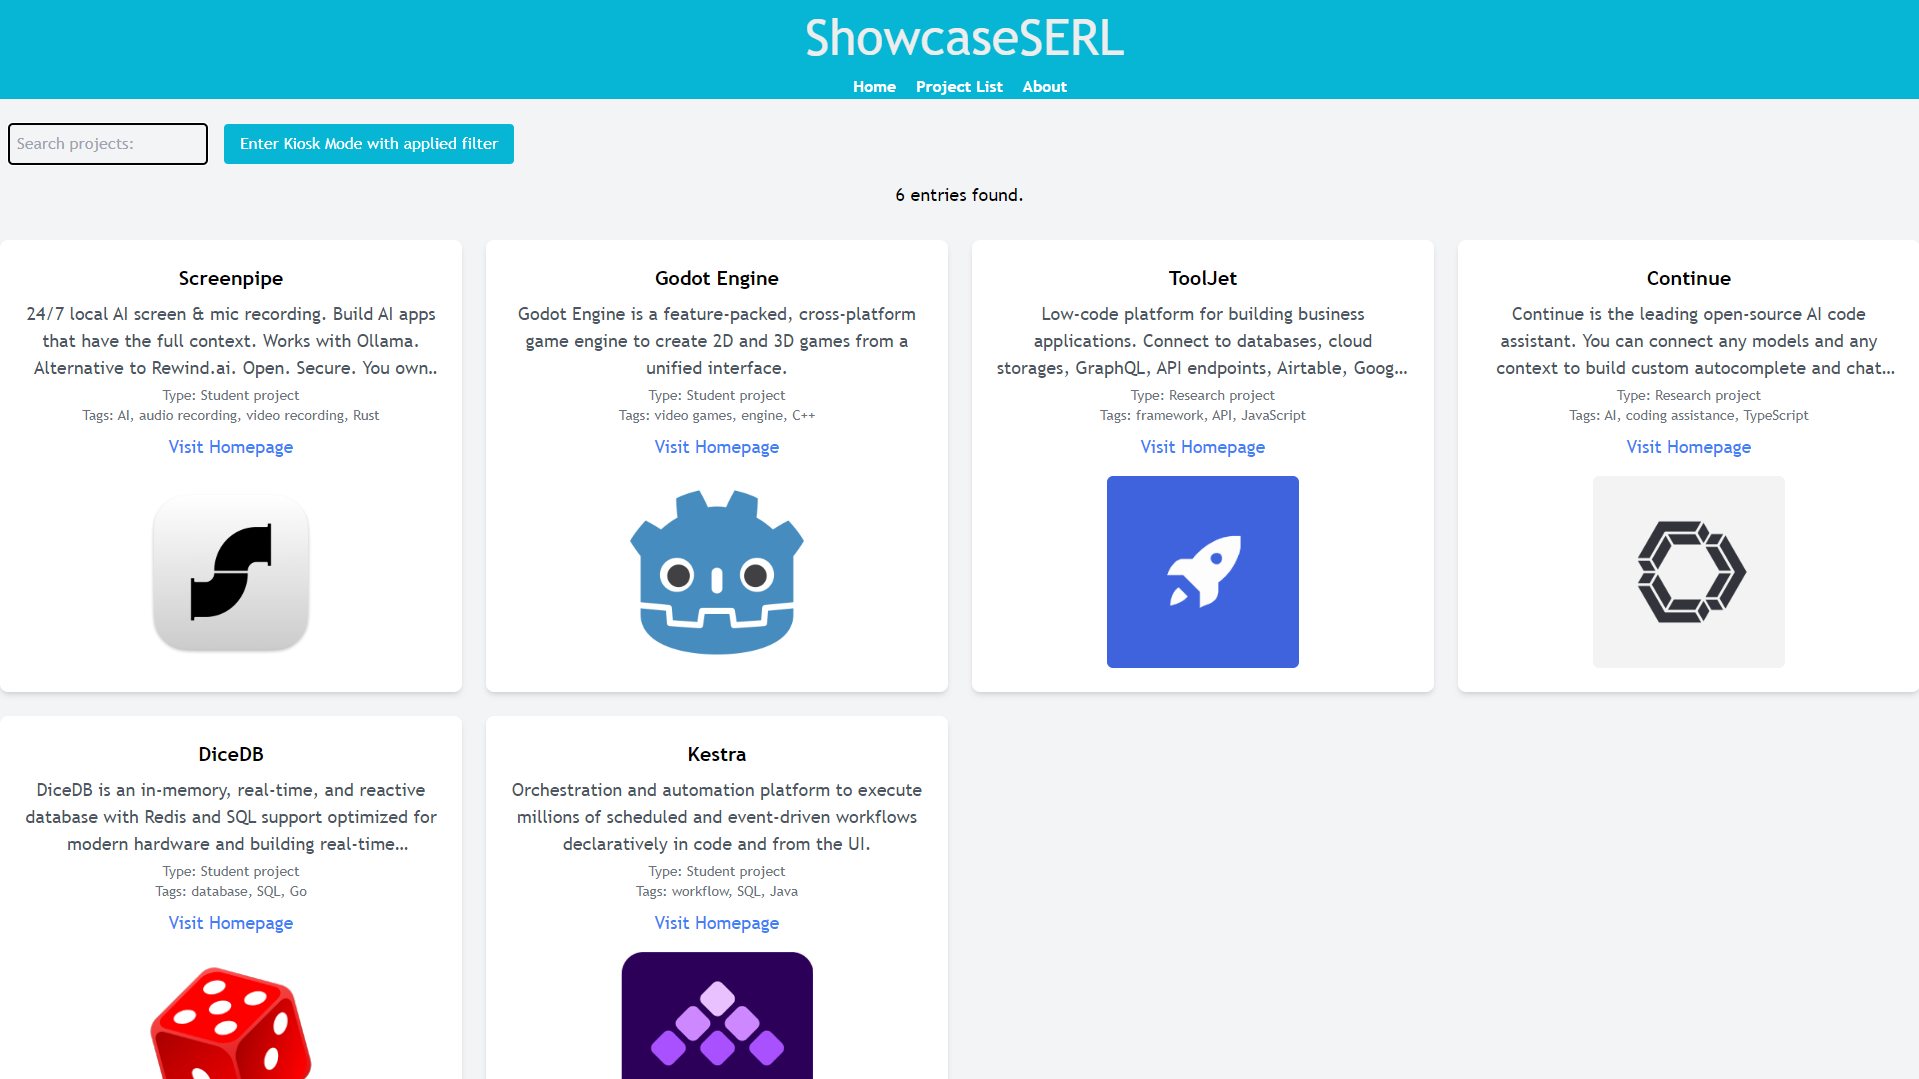 ShowcaseSERL
Home Project List About
Search projects:
Enter Kiosk Mode with applied filter
6 entries found.
Screenpipe
24/7 local AI screen & mic recording. Build AI apps
that have the full context. Works with Ollama.
Alternative to Rewind.ai. Open. Secure. You own…
Type: Student project
Tags: AI, audio recording, video recording, Rust
Visit Homepage
Godot Engine
Godot Engine is a feature-packed, cross-platform
game engine to create 2D and 3D games from a
unified interface.
Type: Student project
Tags: video games, engine, C++
Visit Homepage
ToolJet
Low-code platform for building business
applications. Connect to databases, cloud
storages, GraphQL, API endpoints, Airtable, Goog…
Type: Research project
Tags: framework, API, JavaScript
Visit Homepage
Continue
Continue is the leading open-source AI code
assistant. You can connect any models and any
context to build custom autocomplete and chat…
Type: Research project
Tags: AI, coding assistance, TypeScript
Visit Homepage
DiceDB
DiceDB is an in-memory, real-time, and reactive
database with Redis and SQL support optimized for
modern hardware and building real-time…
Type: Student project
Tags: database, SQL, Go
Visit Homepage
Kestra
Orchestration and automation platform to execute
millions of scheduled and event-driven workflows
declaratively in code and from the UI.
Type: Student project
Tags: workflow, SQL, Java
Visit Homepage